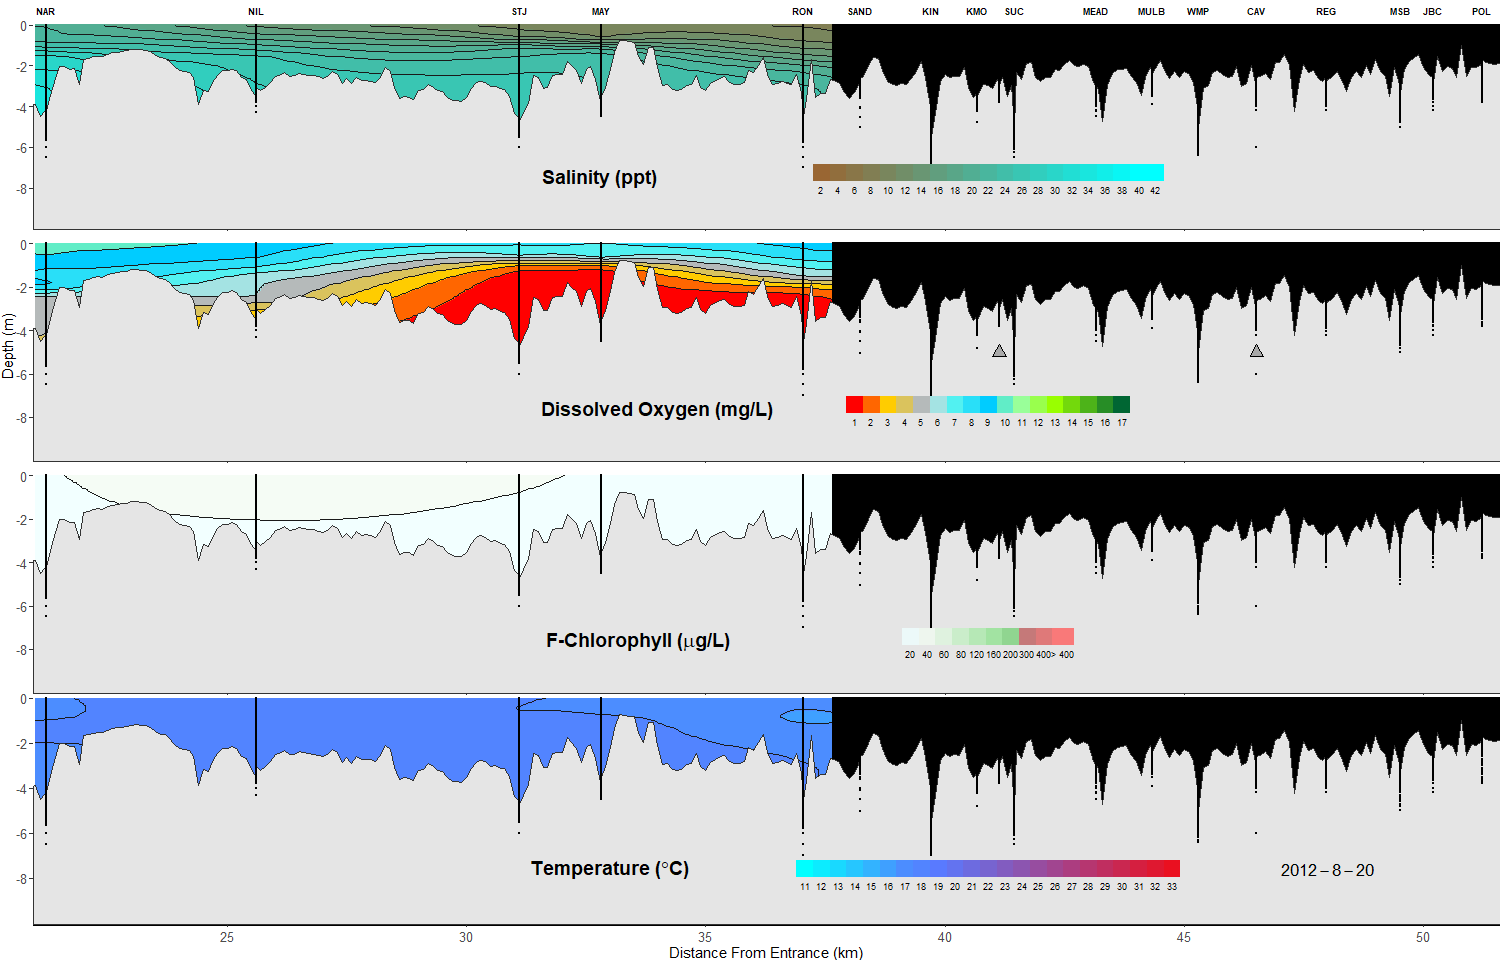 NAR NIL STJ MAY RON SAND KIN KMO SUC MEAD MULB WMP CAV REG MSB JBC POL
0
-2
-4
-6
-8
Salinity (ppt)
2 4 6 8 10 12 14 16 18 20 22 24 26 28 30 32 34 36 38 40 42
0
-2
-4
-6
-8
Depth (m)
Dissolved Oxygen (mg/L)
1 2 3 4 5 6 7 8 9 10 11 12 13 14 15 16 17
0
-2
-4
-6
-8
F-Chlorophyll (μg/L)
20 40 60 80 120 160 200 300 400> 400
0
-2
-4
-6
-8
Temperature (°C)
11 12 13 14 15 16 17 18 19 20 21 22 23 24 25 26 27 28 29 30 31 32 33
2012–8–20
25 30 35 40 45 50
Distance From Entrance (km)